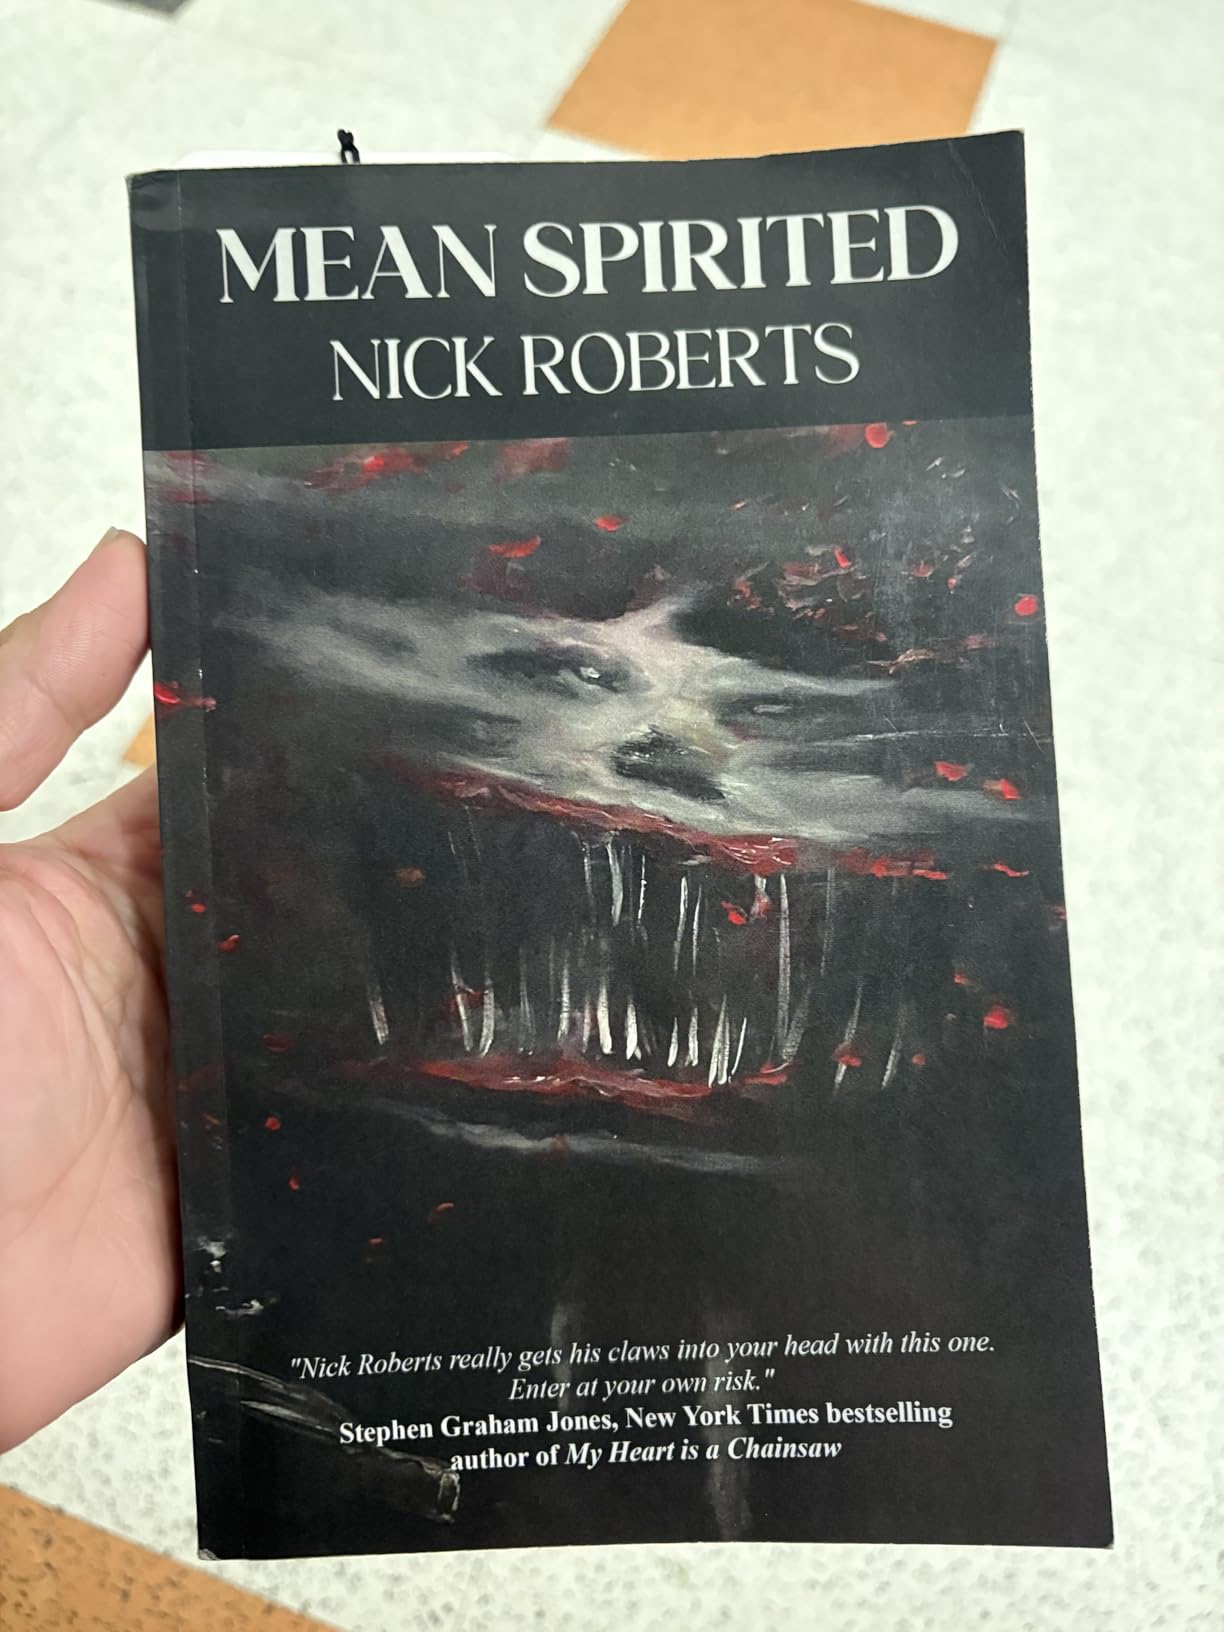 MEAN SPIRITED
NICK ROBERTS
"Nick Roberts really gets his claws into your head with this one.
Enter at your own risk."
Stephen Graham Jones, New York Times bestselling
author of My Heart is a Chainsaw